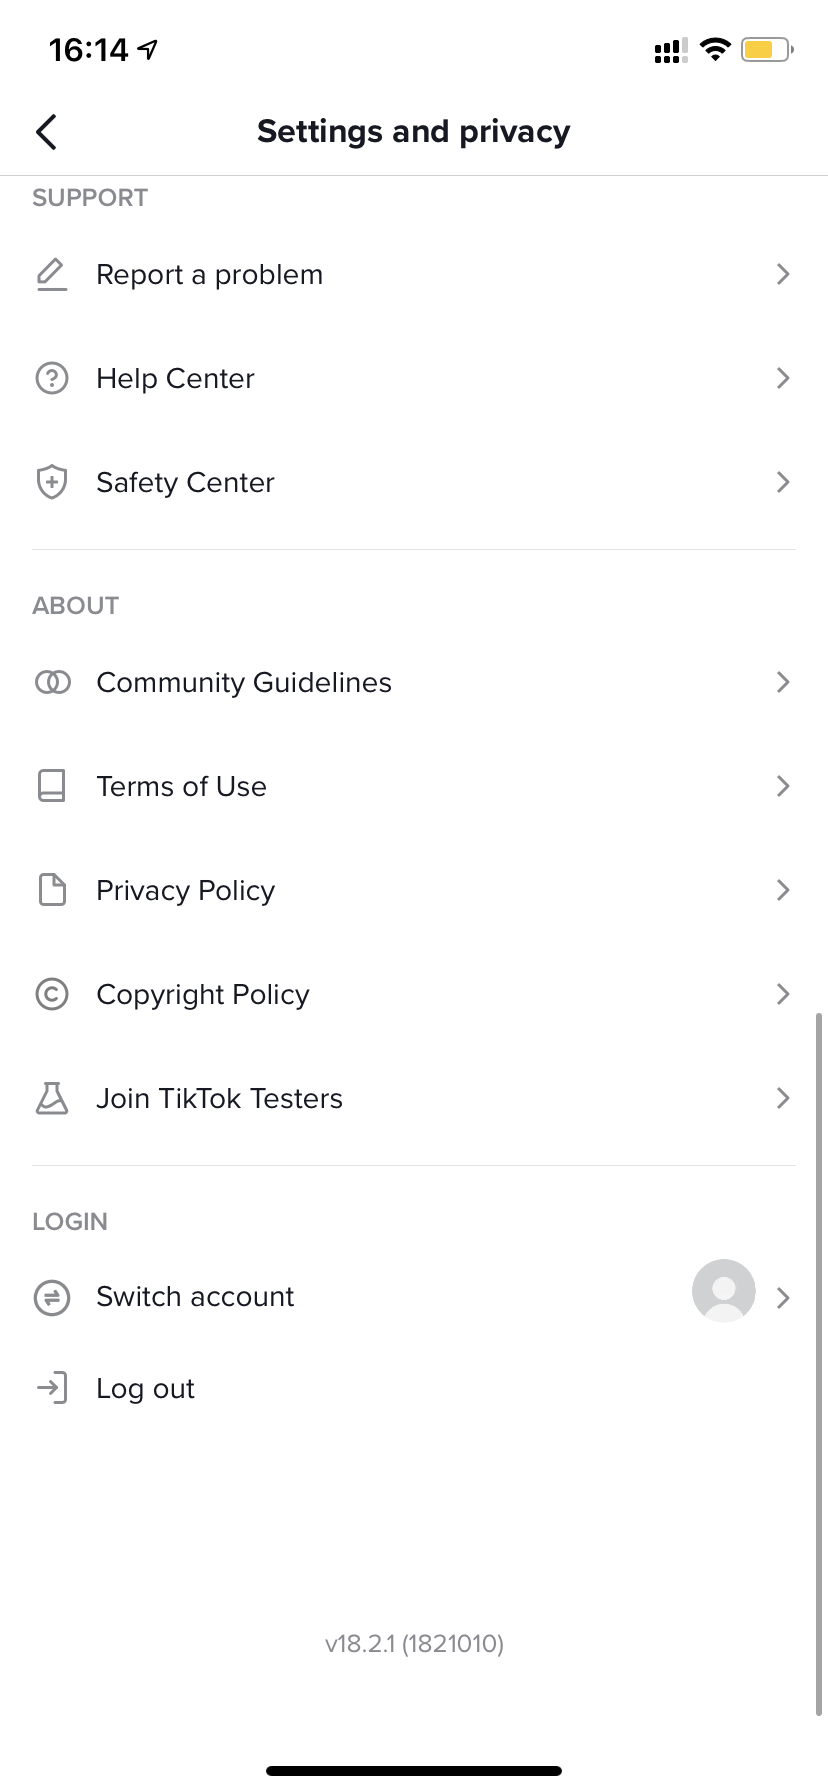 16:14
Settings and privacy
SUPPORT
Report a problem
Help Center
Safety Center
ABOUT
Community Guidelines
Terms of Use
Privacy Policy
Copyright Policy
Join TikTok Testers
LOGIN
Switch account
Log out
v18.2.1 (1821010)